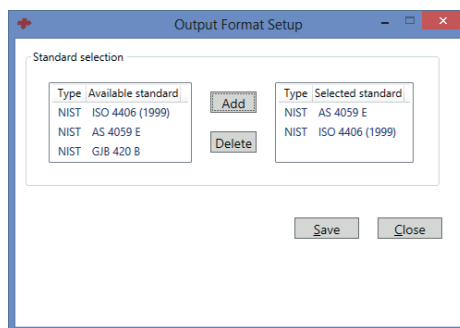 Output Format Setup
Standard selection
Type Available standard
NIST ISO 4406 (1999)
NIST AS 4059 E
NIST GJB 420 B
Add
Delete
Type Selected standard
NIST AS 4059 E
NIST ISO 4406 (1999)
Save
Close